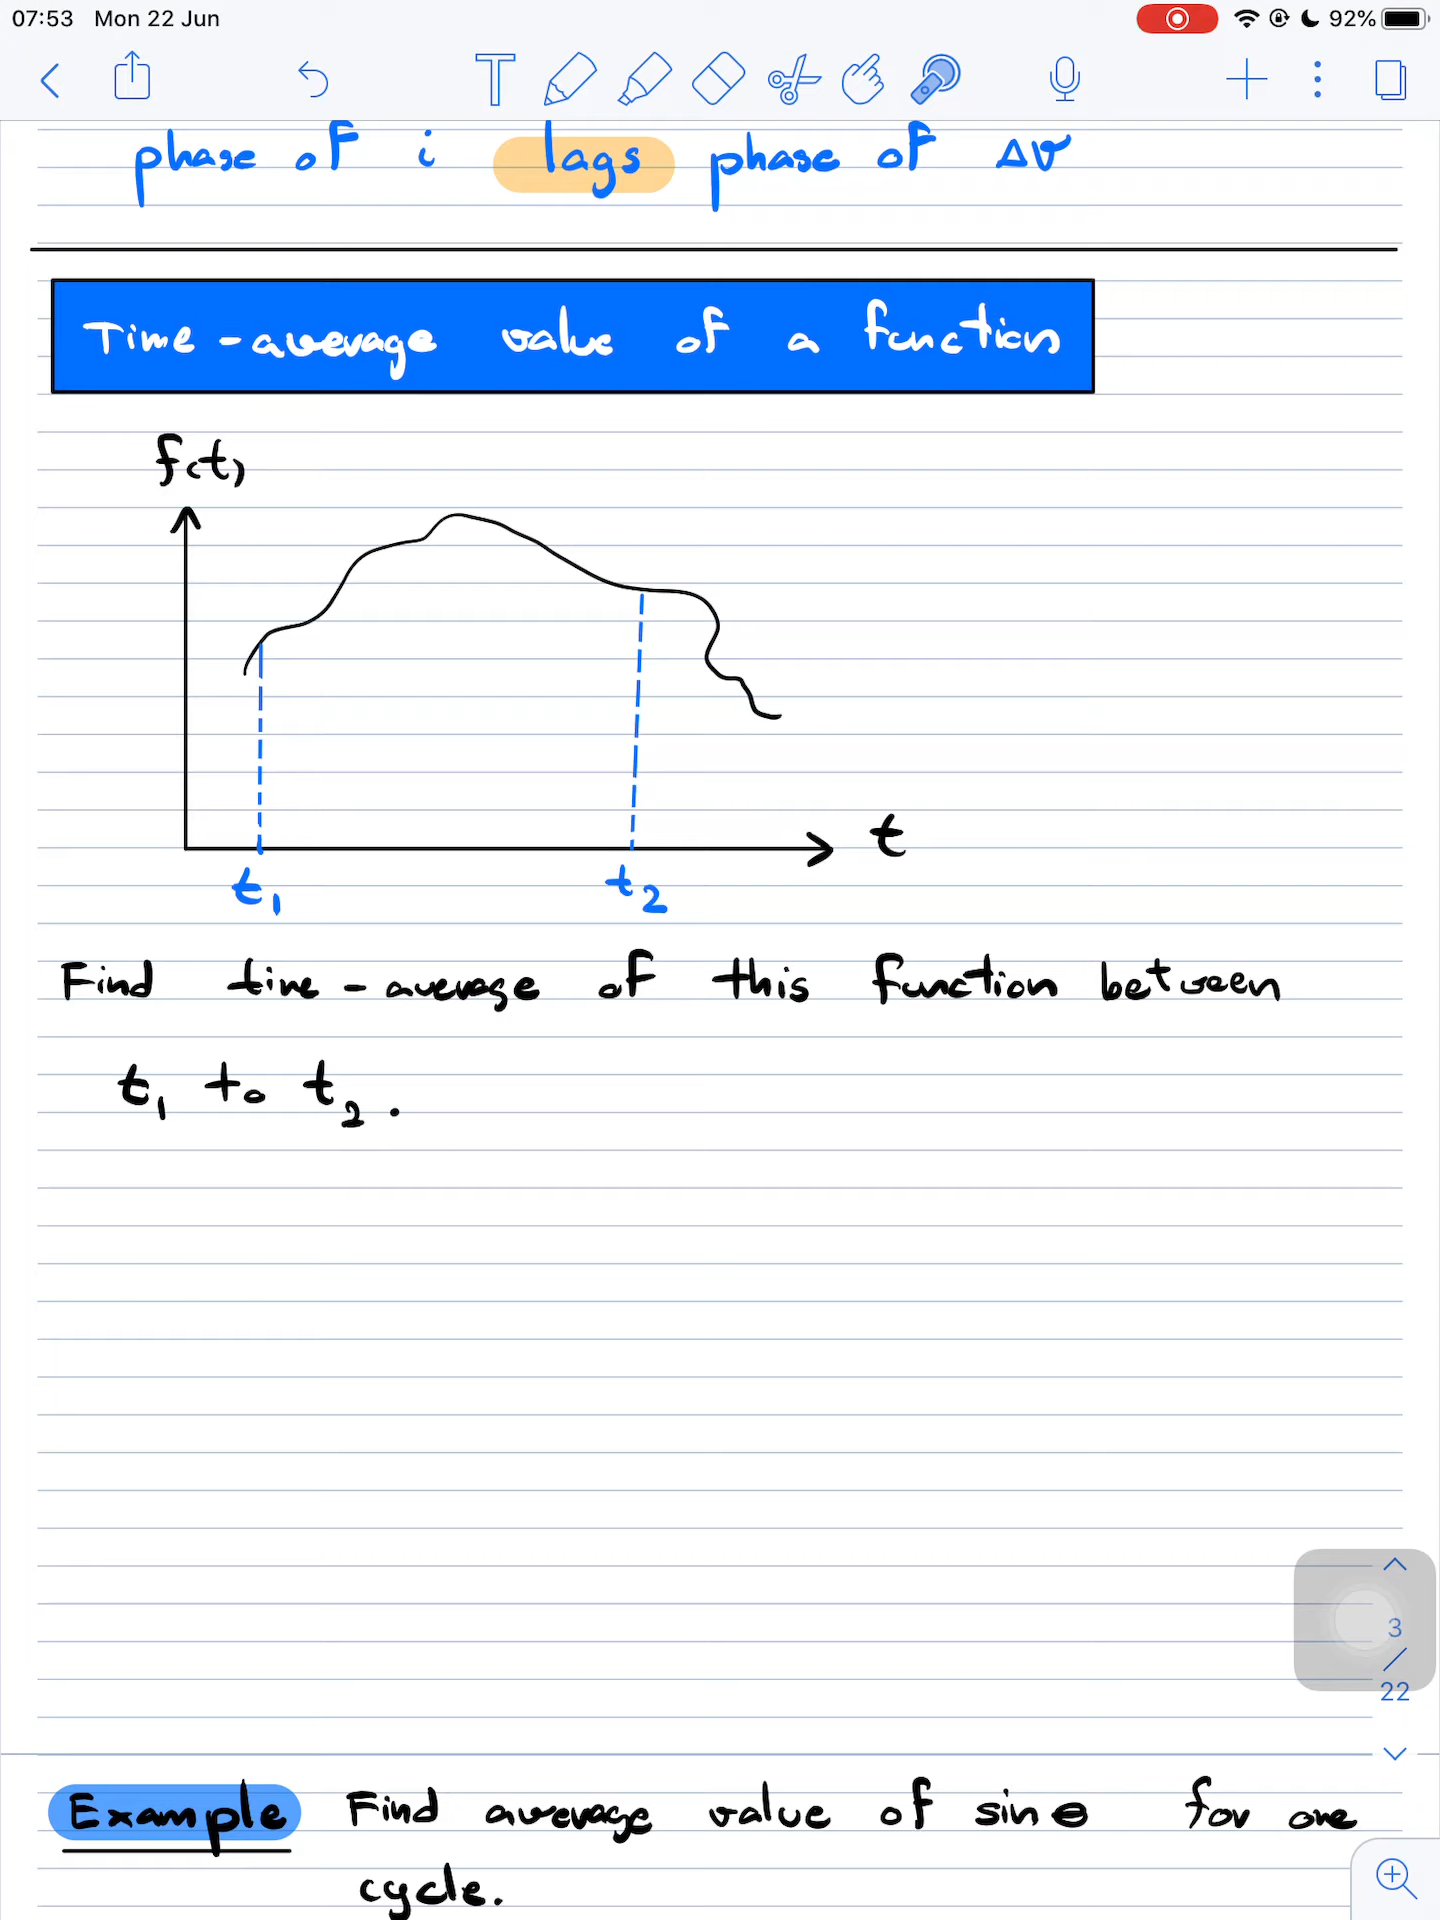 07:53 Mon 22 Jun 92%
T
phase of i lags phase of Δv
Time-average value of a function
f(t)
t
t₁ t₂
Find time-average of this function between
t₁ to t₂.
3
/
22
Example Find average value of sin θ for one
cycle.